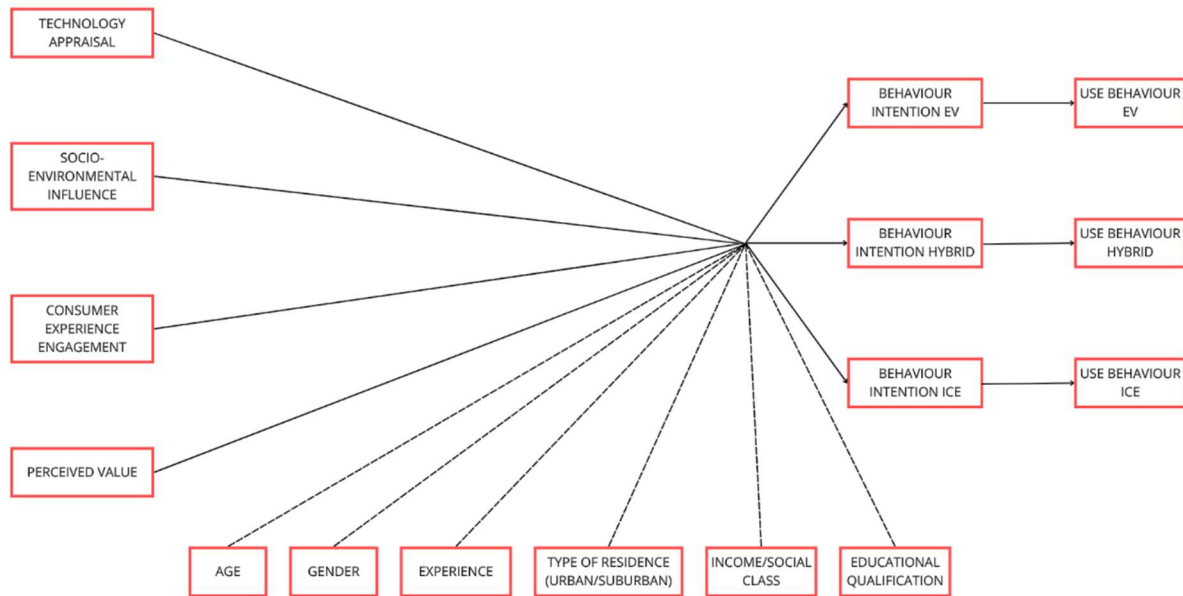 TECHNOLOGY
APPRAISAL
SOCIO-
ENVIRONMENTAL
INFLUENCE
CONSUMER
EXPERIENCE
ENGAGEMENT
PERCEIVED VALUE
BEHAVIOUR
INTENTION EV
USE BEHAVIOUR
EV
BEHAVIOUR
INTENTION HYBRID
USE BEHAVIOUR
HYBRID
BEHAVIOUR
INTENTION ICE
USE BEHAVIOUR
ICE
AGE
GENDER
EXPERIENCE
TYPE OF RESIDENCE
(URBAN/SUBURBAN)
INCOME/SOCIAL
CLASS
EDUCATIONAL
QUALIFICATION